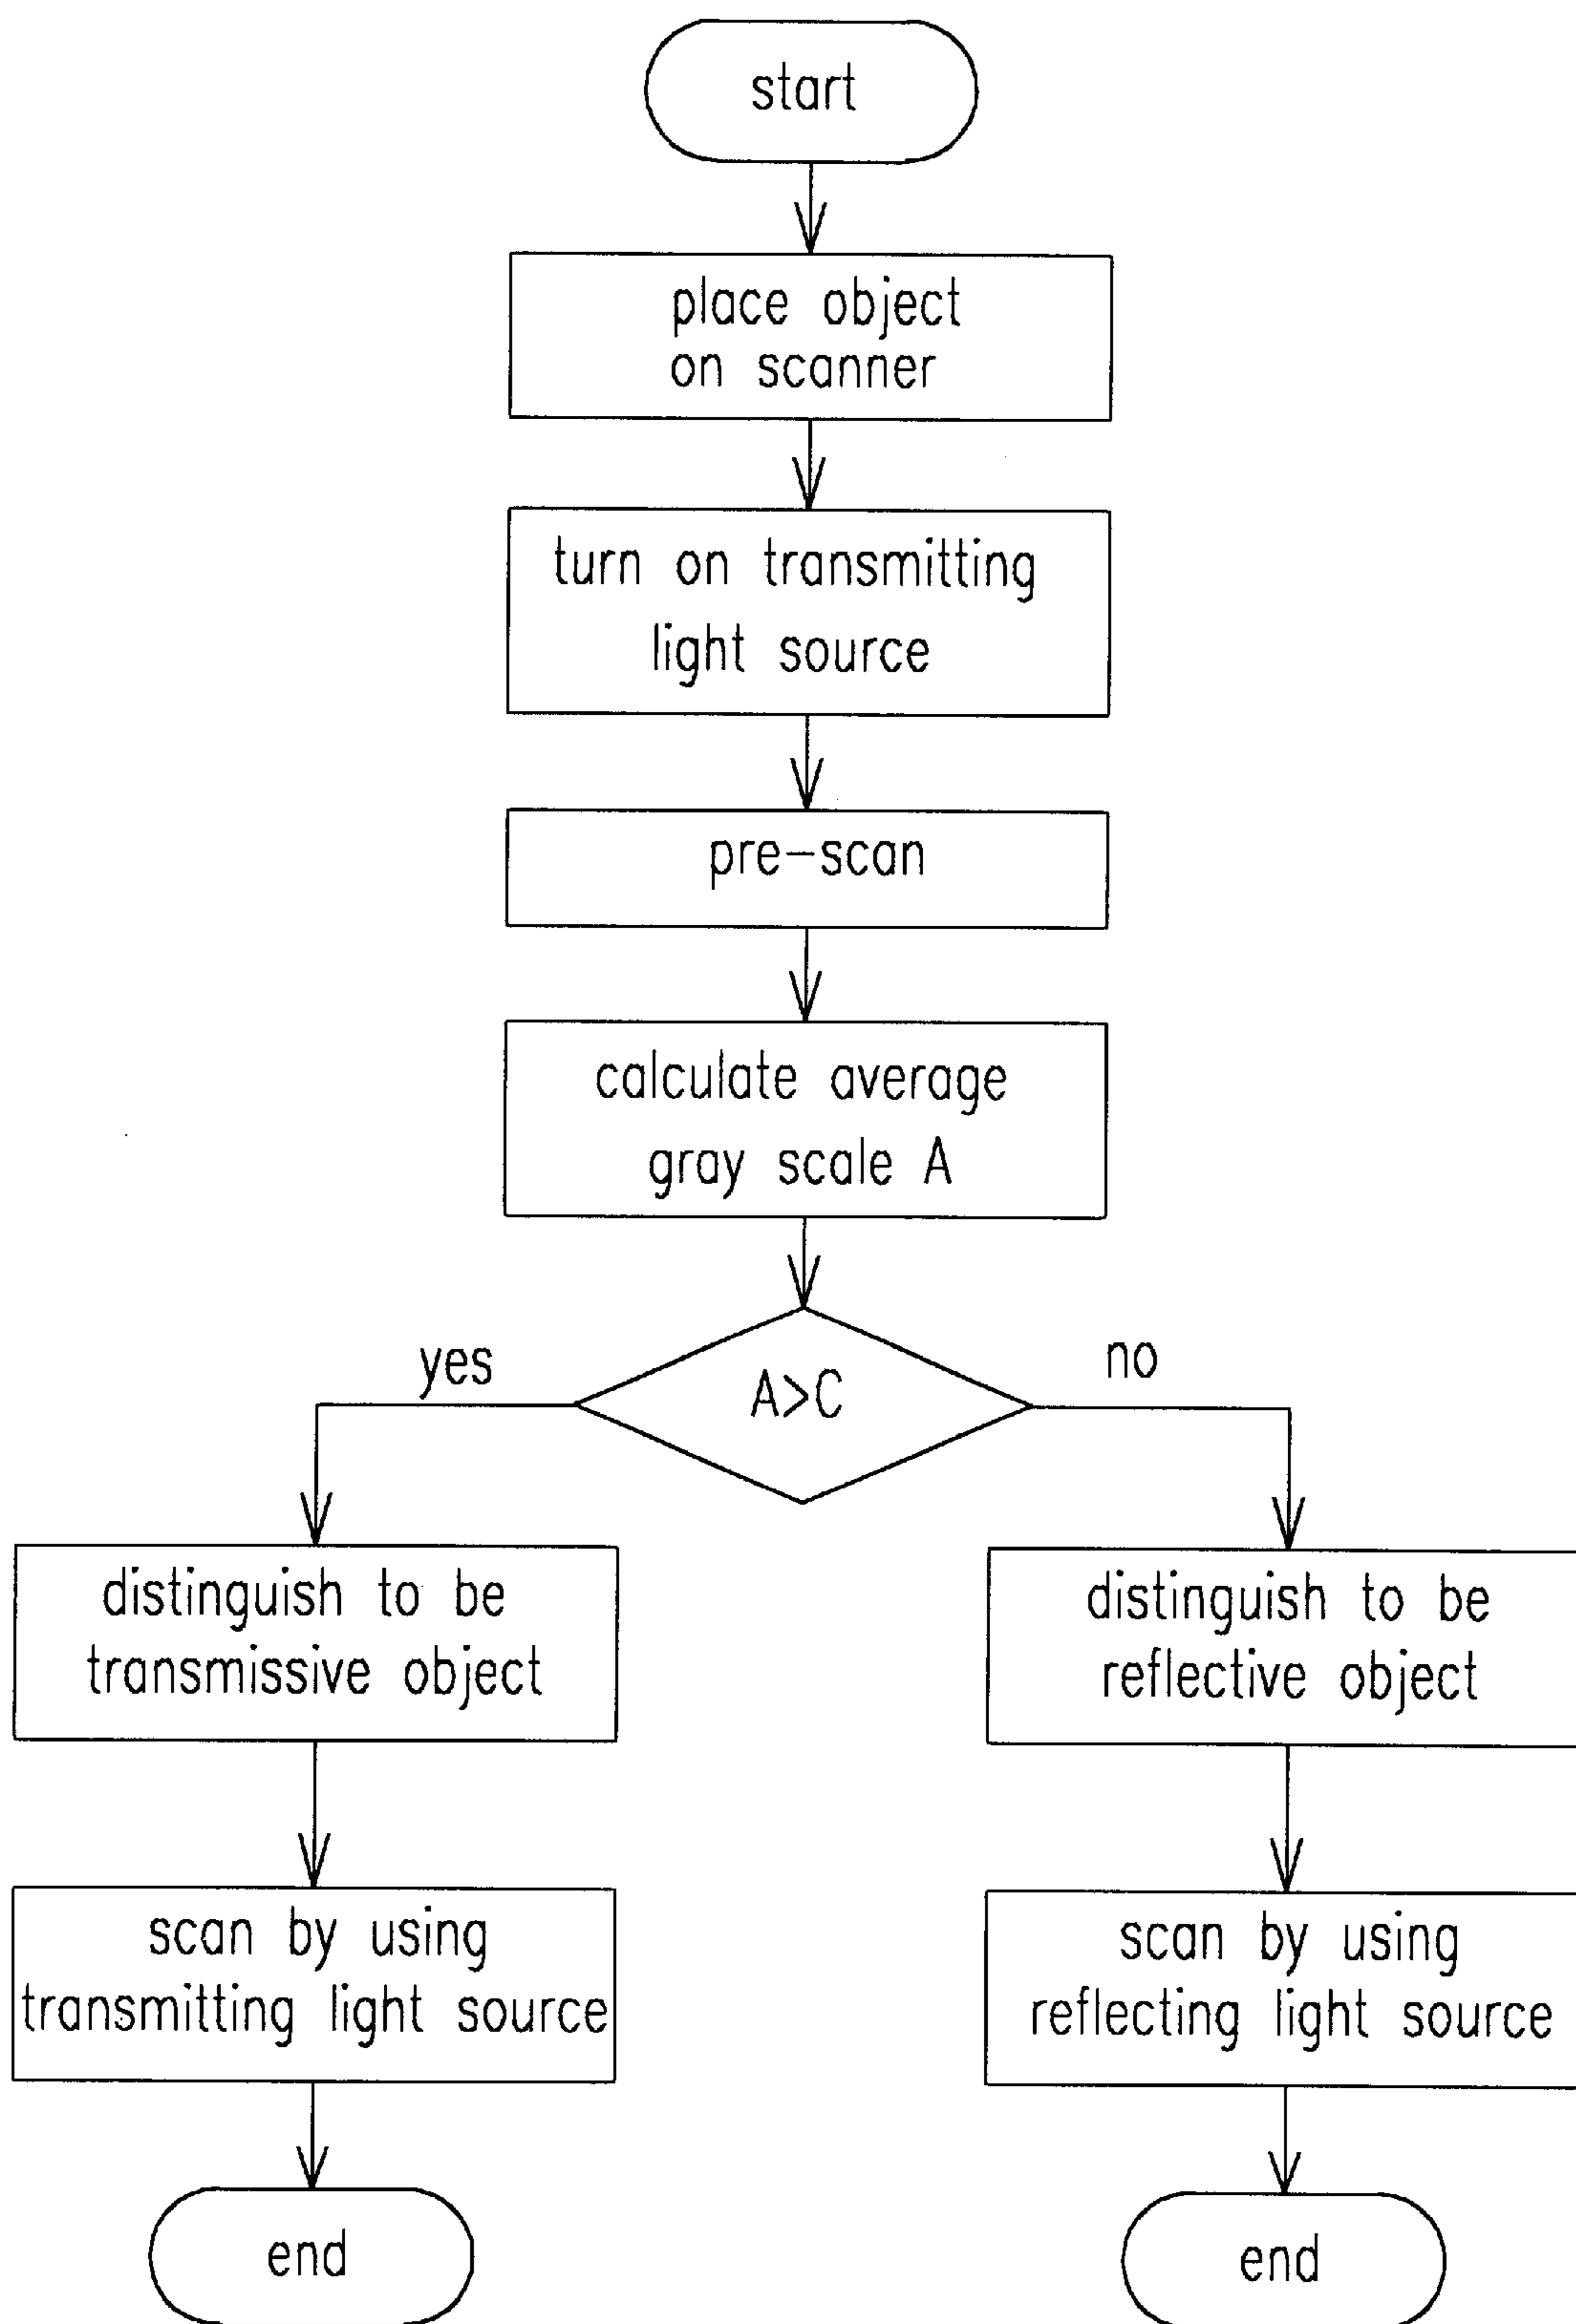 start
place object
on scanner
turn on transmitting
light source
pre-scan
calculate average
gray scale A
A>C
yes
no
distinguish to be
transmissive object
distinguish to be
reflective object
scan by using
transmitting light source
scan by using
reflecting light source
end
end